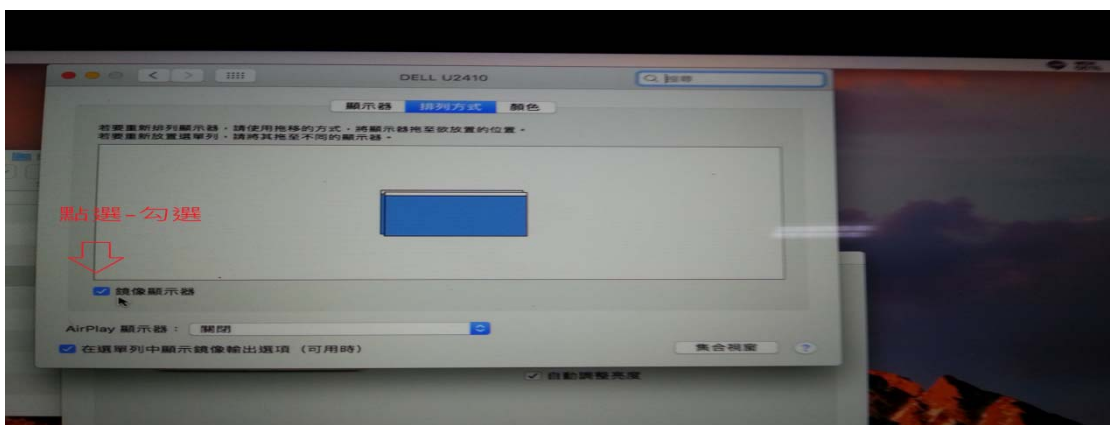 DELL U2410
搜尋
顯示器 排列方式 顏色
若要重新排列顯示器，請使用拖移的方式，將顯示器拖至欲放置的位置。
若要重新放置選單列，請將其拖至不同的顯示器。
點選-勾選
鏡像顯示器
AirPlay 顯示器： 關閉
在選單列中顯示鏡像輸出選項（可用時）
集合視窗 ?
自動調整亮度